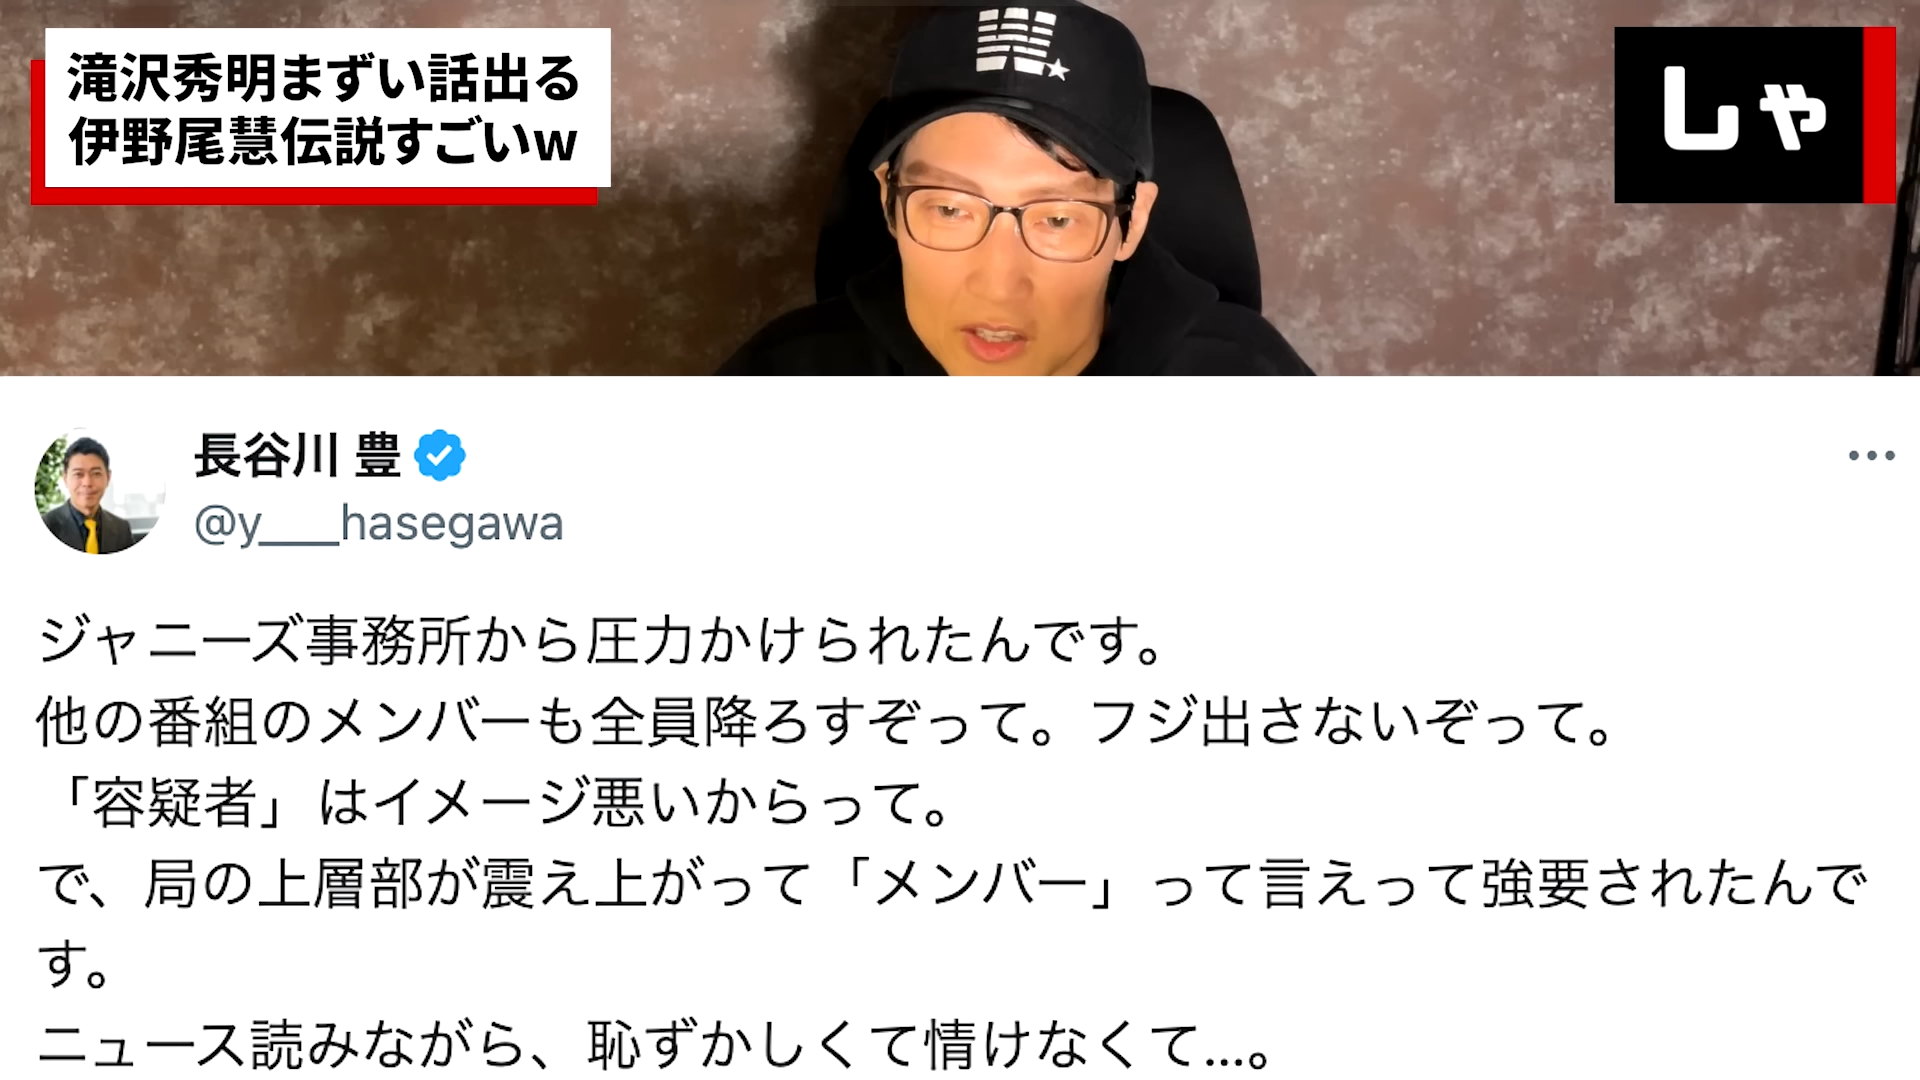 滝沢秀明まずい話出る
伊野尾慧伝説すごいw
しゃ
長谷川 豊
@y___hasegawa
ジャニーズ事務所から圧力かけられたんです。
他の番組のメンバーも全員降ろすぞって。フジ出さないぞって。
「容疑者」はイメージ悪いからって。
で、局の上層部が震え上がって「メンバー」って言えって強要されたんで
す。
ニュース読みながら、恥ずかしくて情けなくて...。